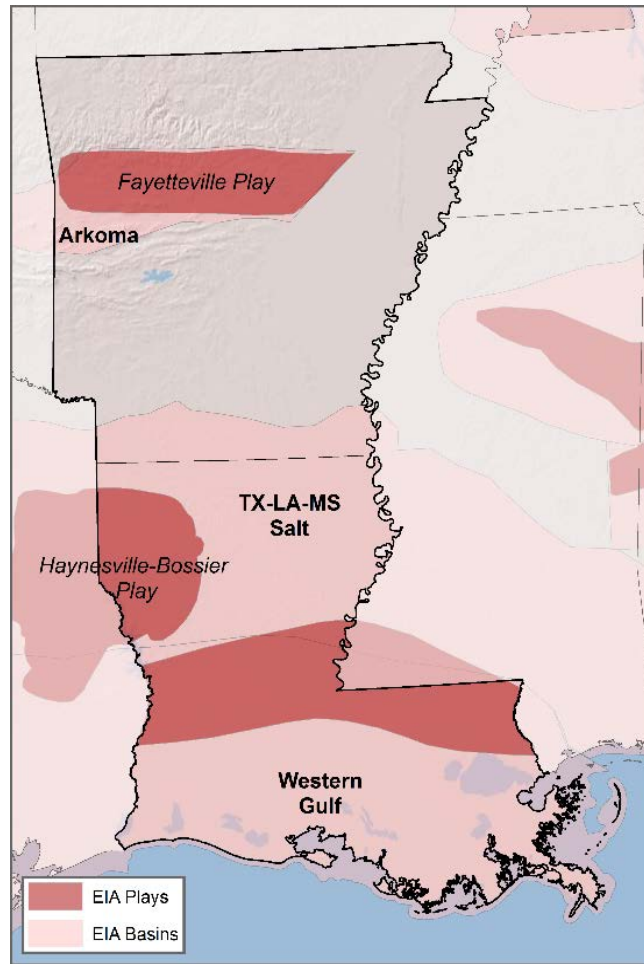 Fayetteville Play
Arkoma
TX-LA-MS
Salt
Haynesville-Bossier
Play
Western
Gulf
EIA Plays
EIA Basins